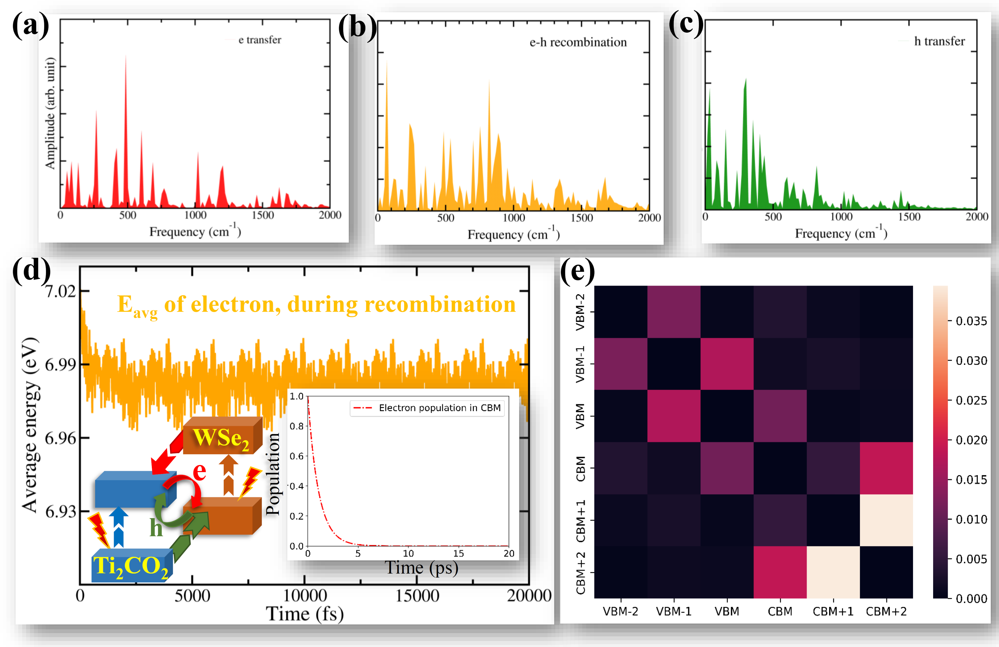 (a)
e transfer
Amplitude (arb. unit)
0 500 1000 1500 2000
Frequency (cm⁻¹)
(b)
e-h recombination
0 500 1000 1500 2000
Frequency (cm⁻¹)
(c)
h transfer
0 500 1000 1500 2000
Frequency (cm⁻¹)
(d)
E_avg of electron, during recombination
Average energy (eV)
7.02
6.99
6.96
6.93
WSe₂
e
h
Ti₂CO₂
Electron population in CBM
Population
1.0
0.8
0.6
0.4
0.2
0.0
0 5 10 15 20
Time (ps)
0 5000 10000 15000 20000
Time (fs)
(e)
VBM-2
VBM-1
VBM
CBM
CBM+1
CBM+2
VBM-2 VBM-1 VBM CBM CBM+1 CBM+2
0.035
0.030
0.025
0.020
0.015
0.010
0.005
0.000